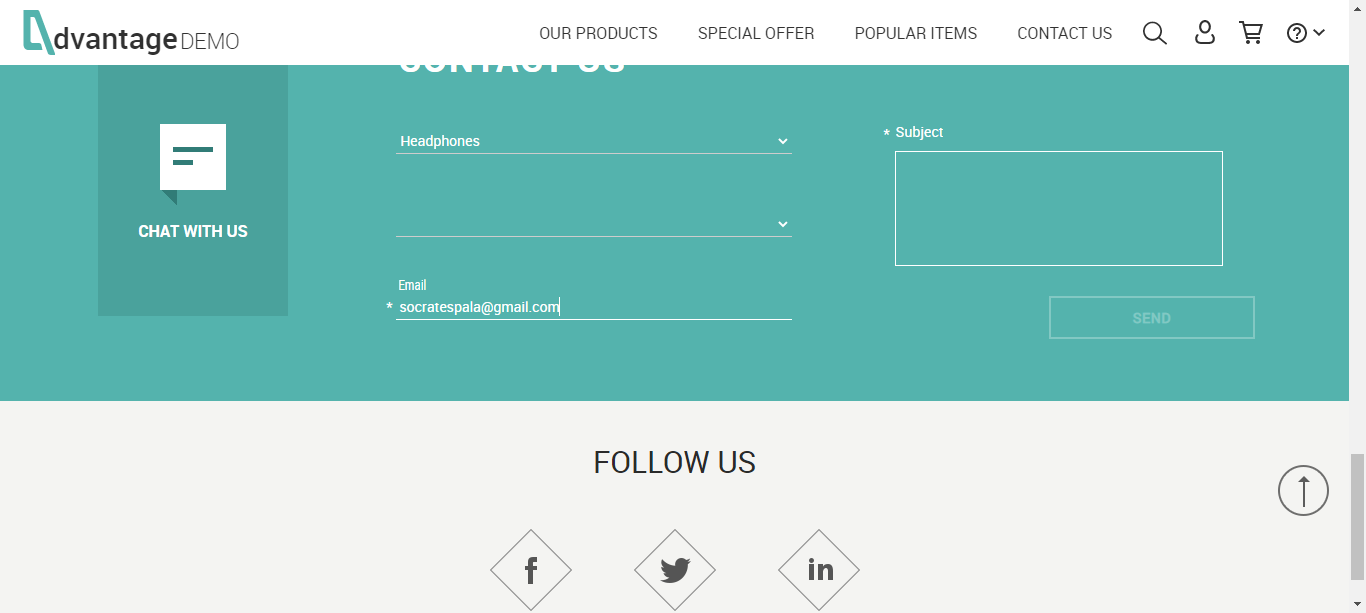 dvantage DEMO
OUR PRODUCTS
SPECIAL OFFER
POPULAR ITEMS
CONTACT US
CONTACT US
CHAT WITH US
Headphones
Email
* socratespala@gmail.com
* Subject
SEND
FOLLOW US
f
in